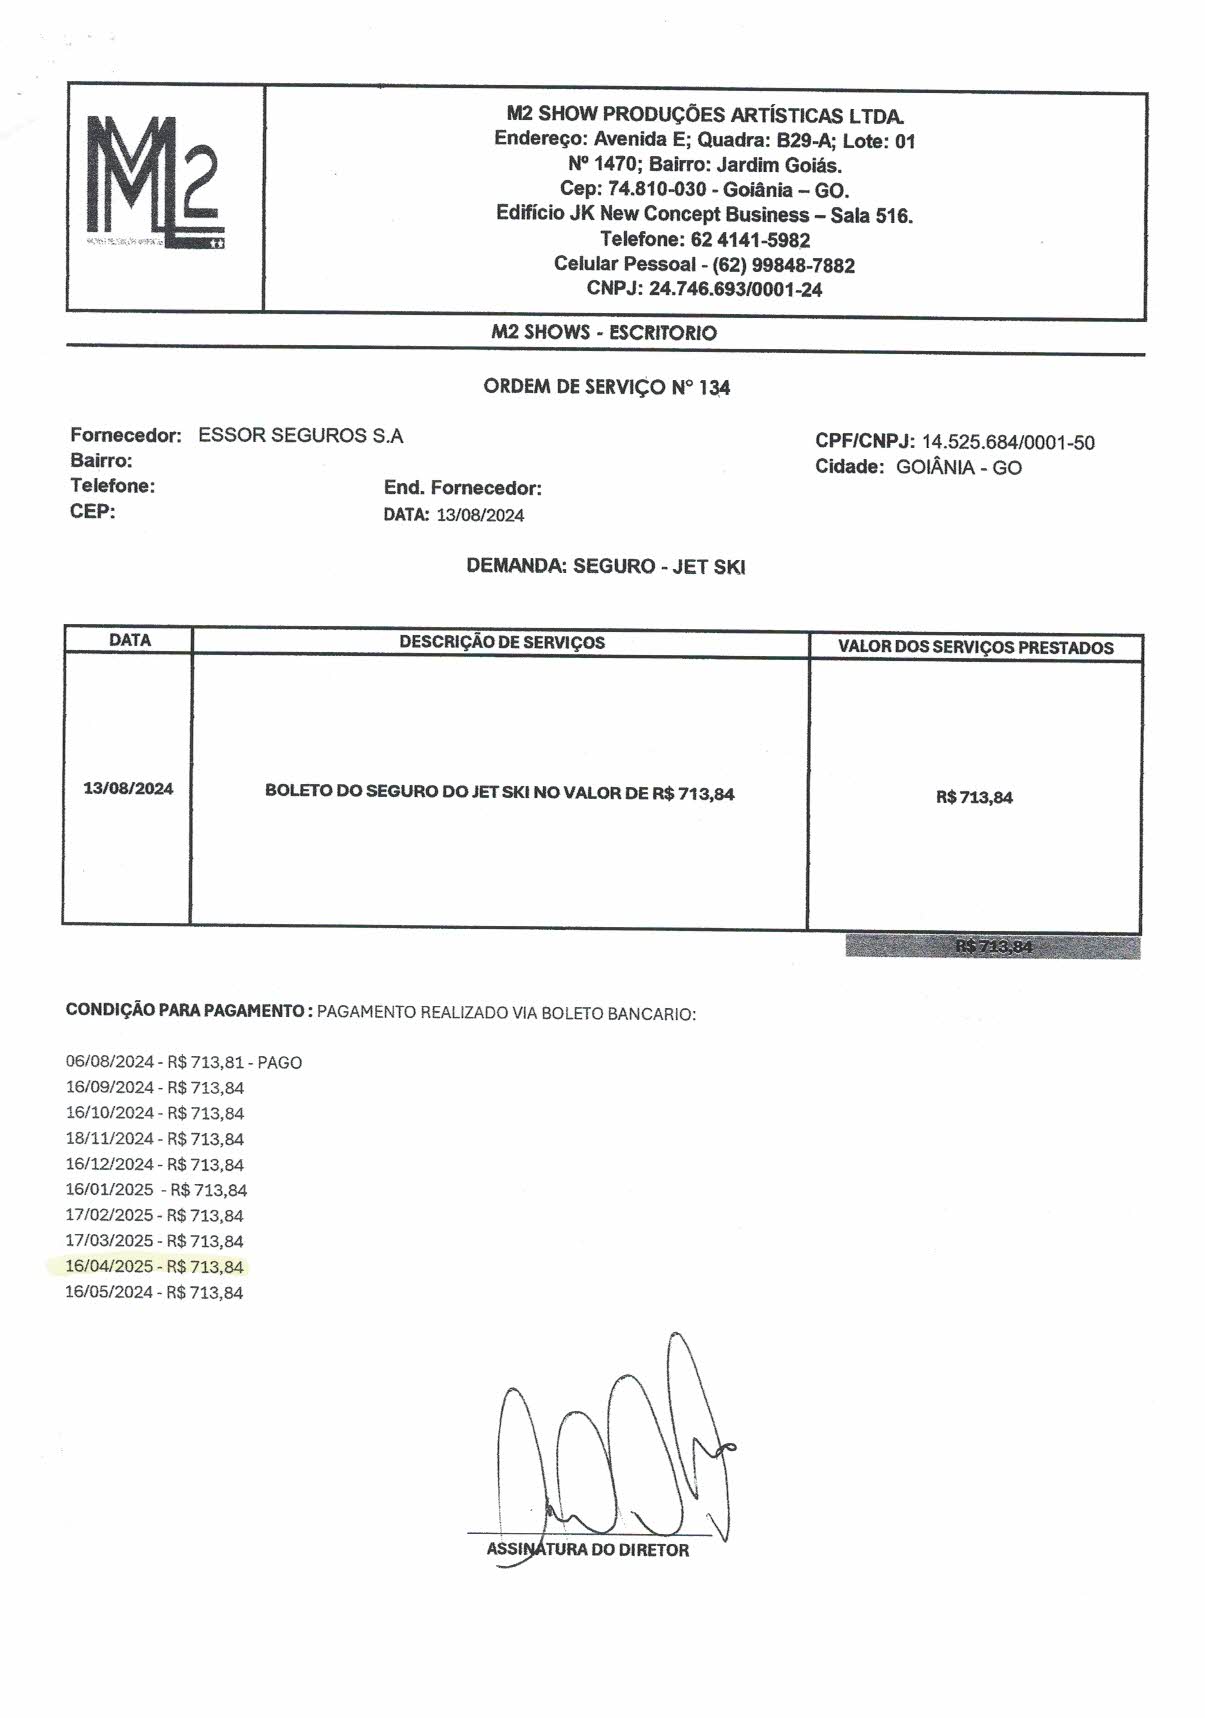 M2
M2 SHOW PRODUÇÕES ARTÍSTICAS LTDA.
Endereço: Avenida E; Quadra: B29-A; Lote: 01
Nº 1470; Bairro: Jardim Goiás.
Cep: 74.810-030 - Goiânia – GO.
Edifício JK New Concept Business – Sala 516.
Telefone: 62 4141-5982
Celular Pessoal - (62) 99848-7882
CNPJ: 24.746.693/0001-24
M2 SHOWS - ESCRITORIO
ORDEM DE SERVIÇO Nº 134
Fornecedor: ESSOR SEGUROS S.A
CPF/CNPJ: 14.525.684/0001-50
Bairro:
Cidade: GOIÂNIA - GO
Telefone:
End. Fornecedor:
CEP:
DATA: 13/08/2024
DEMANDA: SEGURO - JET SKI
DATA DESCRIÇÃO DE SERVIÇOS VALOR DOS SERVIÇOS PRESTADOS
13/08/2024 BOLETO DO SEGURO DO JET SKI NO VALOR DE R$ 713,84 R$ 713,84
R$ 713,84
CONDIÇÃO PARA PAGAMENTO : PAGAMENTO REALIZADO VIA BOLETO BANCARIO:
06/08/2024 - R$ 713,81 - PAGO
16/09/2024 - R$ 713,84
16/10/2024 - R$ 713,84
18/11/2024 - R$ 713,84
16/12/2024 - R$ 713,84
16/01/2025 - R$ 713,84
17/02/2025 - R$ 713,84
17/03/2025 - R$ 713,84
16/04/2025 - R$ 713,84
16/05/2024 - R$ 713,84
ASSINATURA DO DIRETOR